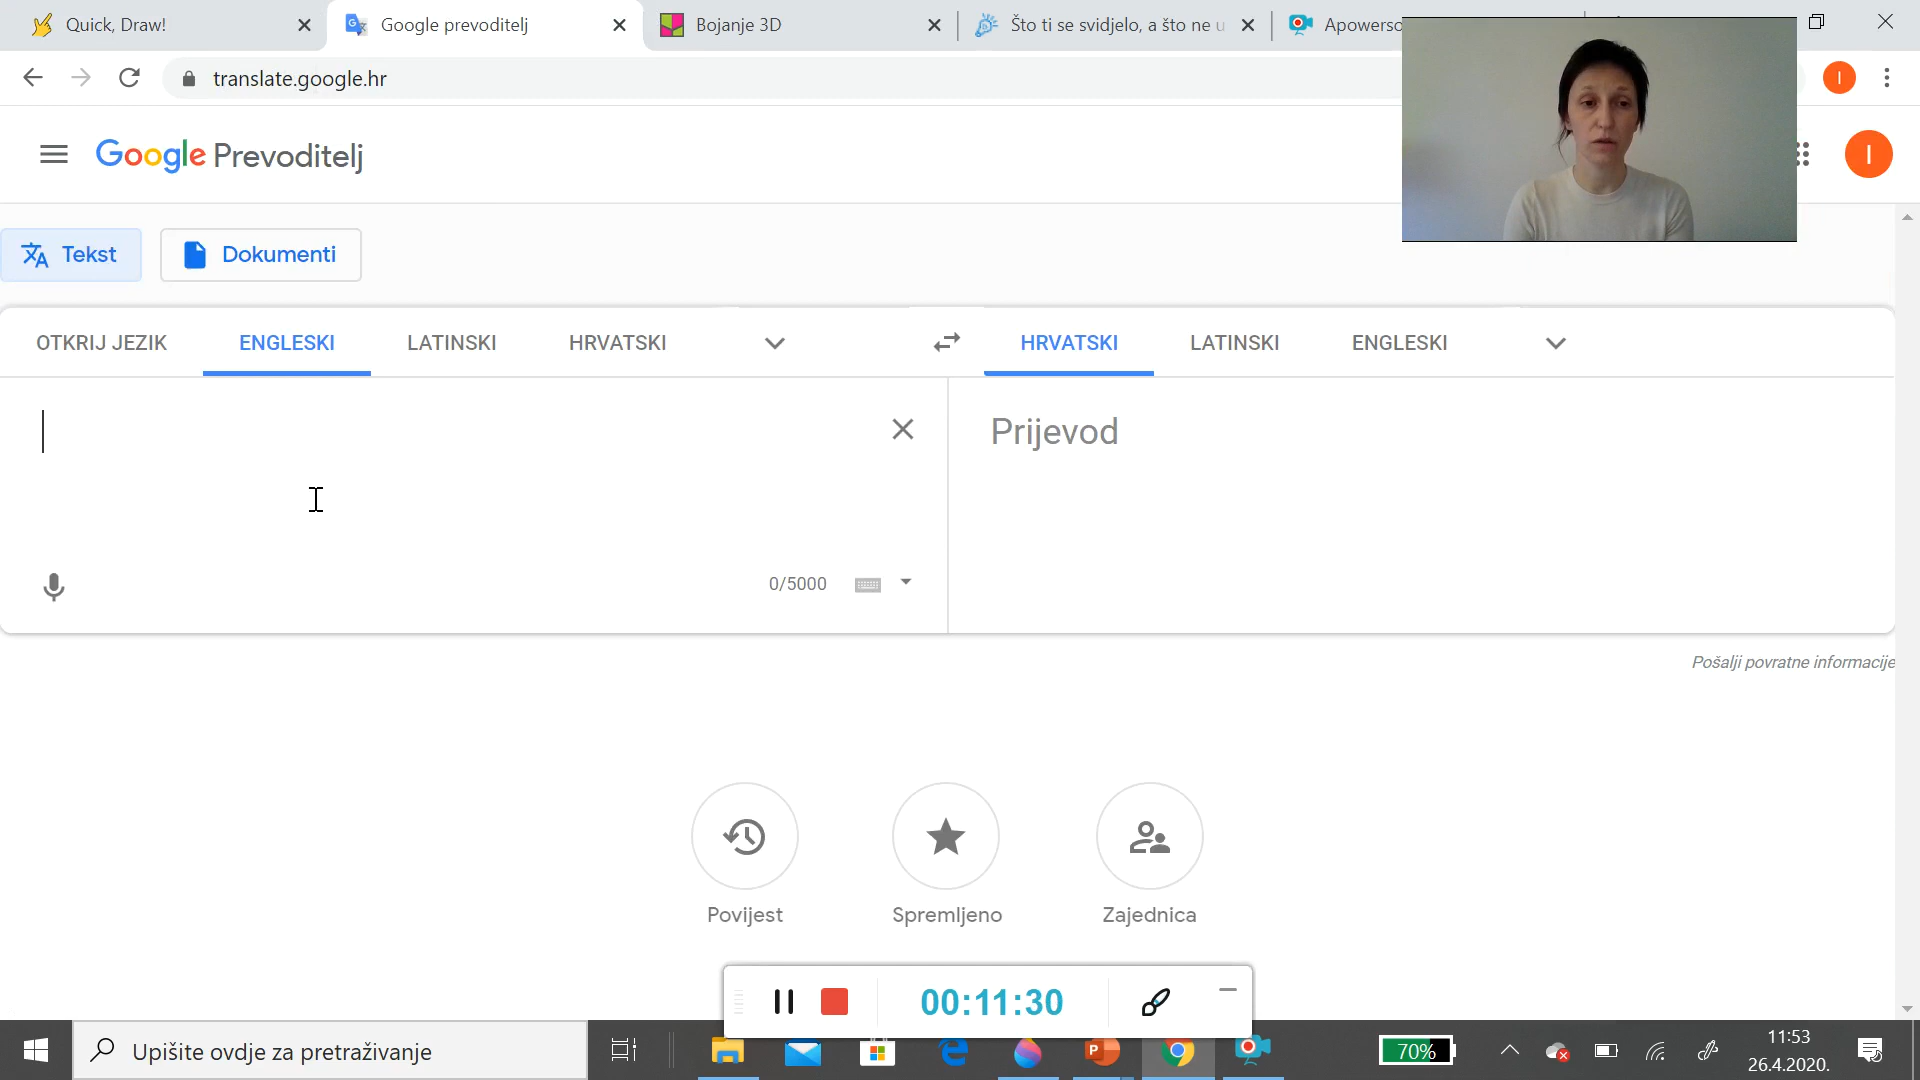 Quick, Draw!
Google prevoditelj
Bojanje 3D
Što ti se svidjelo, a što ne u
Apowerso
translate.google.hr
I
Google Prevoditelj
I
Tekst
Dokumenti
OTKRIJ JEZIK
ENGLESKI
LATINSKI
HRVATSKI
HRVATSKI
LATINSKI
ENGLESKI
Prijevod
0/5000
Pošalji povratne informacije
Povijest
Spremljeno
Zajednica
00:11:30
Upišite ovdje za pretraživanje
70%
11:53
26.4.2020.